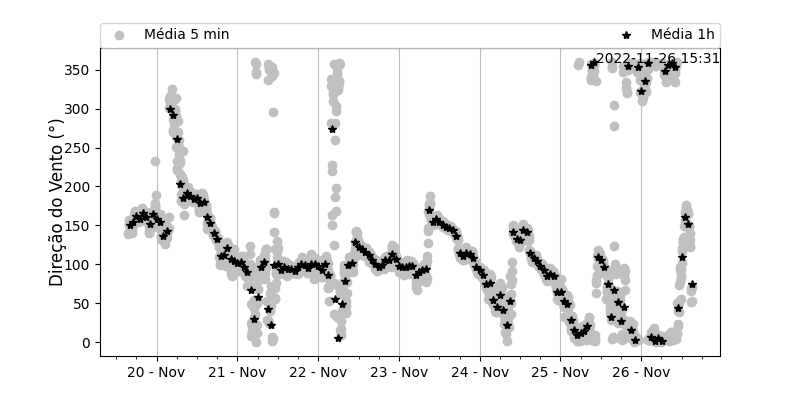 Média 5 min
Média 1h
2022-11-26 15:31
Direção do Vento (°)
350
300
250
200
150
100
50
0
20 - Nov
21 - Nov
22 - Nov
23 - Nov
24 - Nov
25 - Nov
26 - Nov